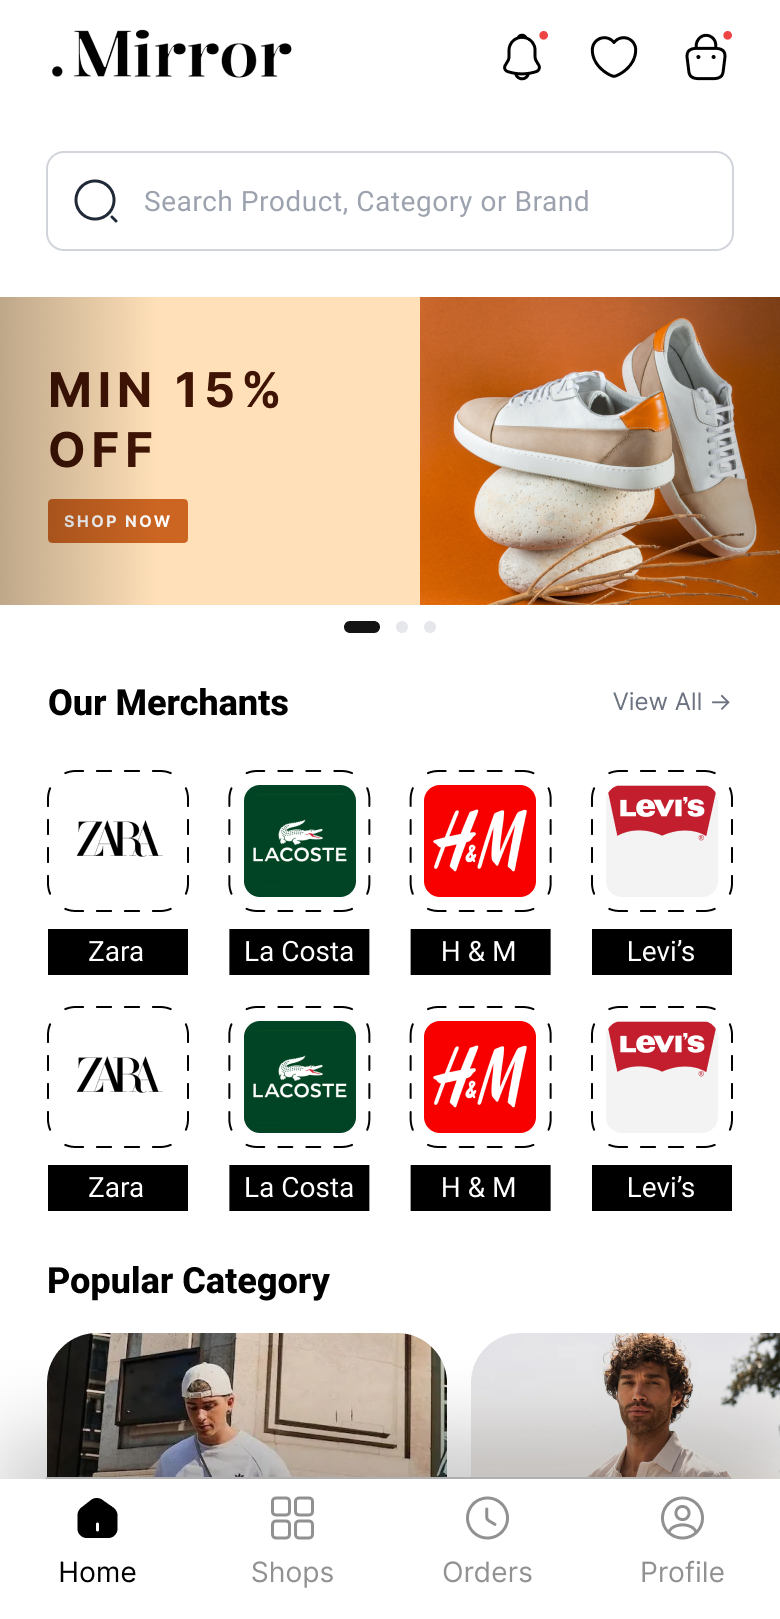 .Mirror
Search Product, Category or Brand
MIN 15%
OFF
SHOP NOW
Our Merchants
View All →
ZARA
LACOSTE
H&M
LEVI'S
®
Zara
La Costa
H & M
Levi’s
ZARA
LACOSTE
H&M
LEVI'S
®
Zara
La Costa
H & M
Levi’s
Popular Category
Home
Shops
Orders
Profile